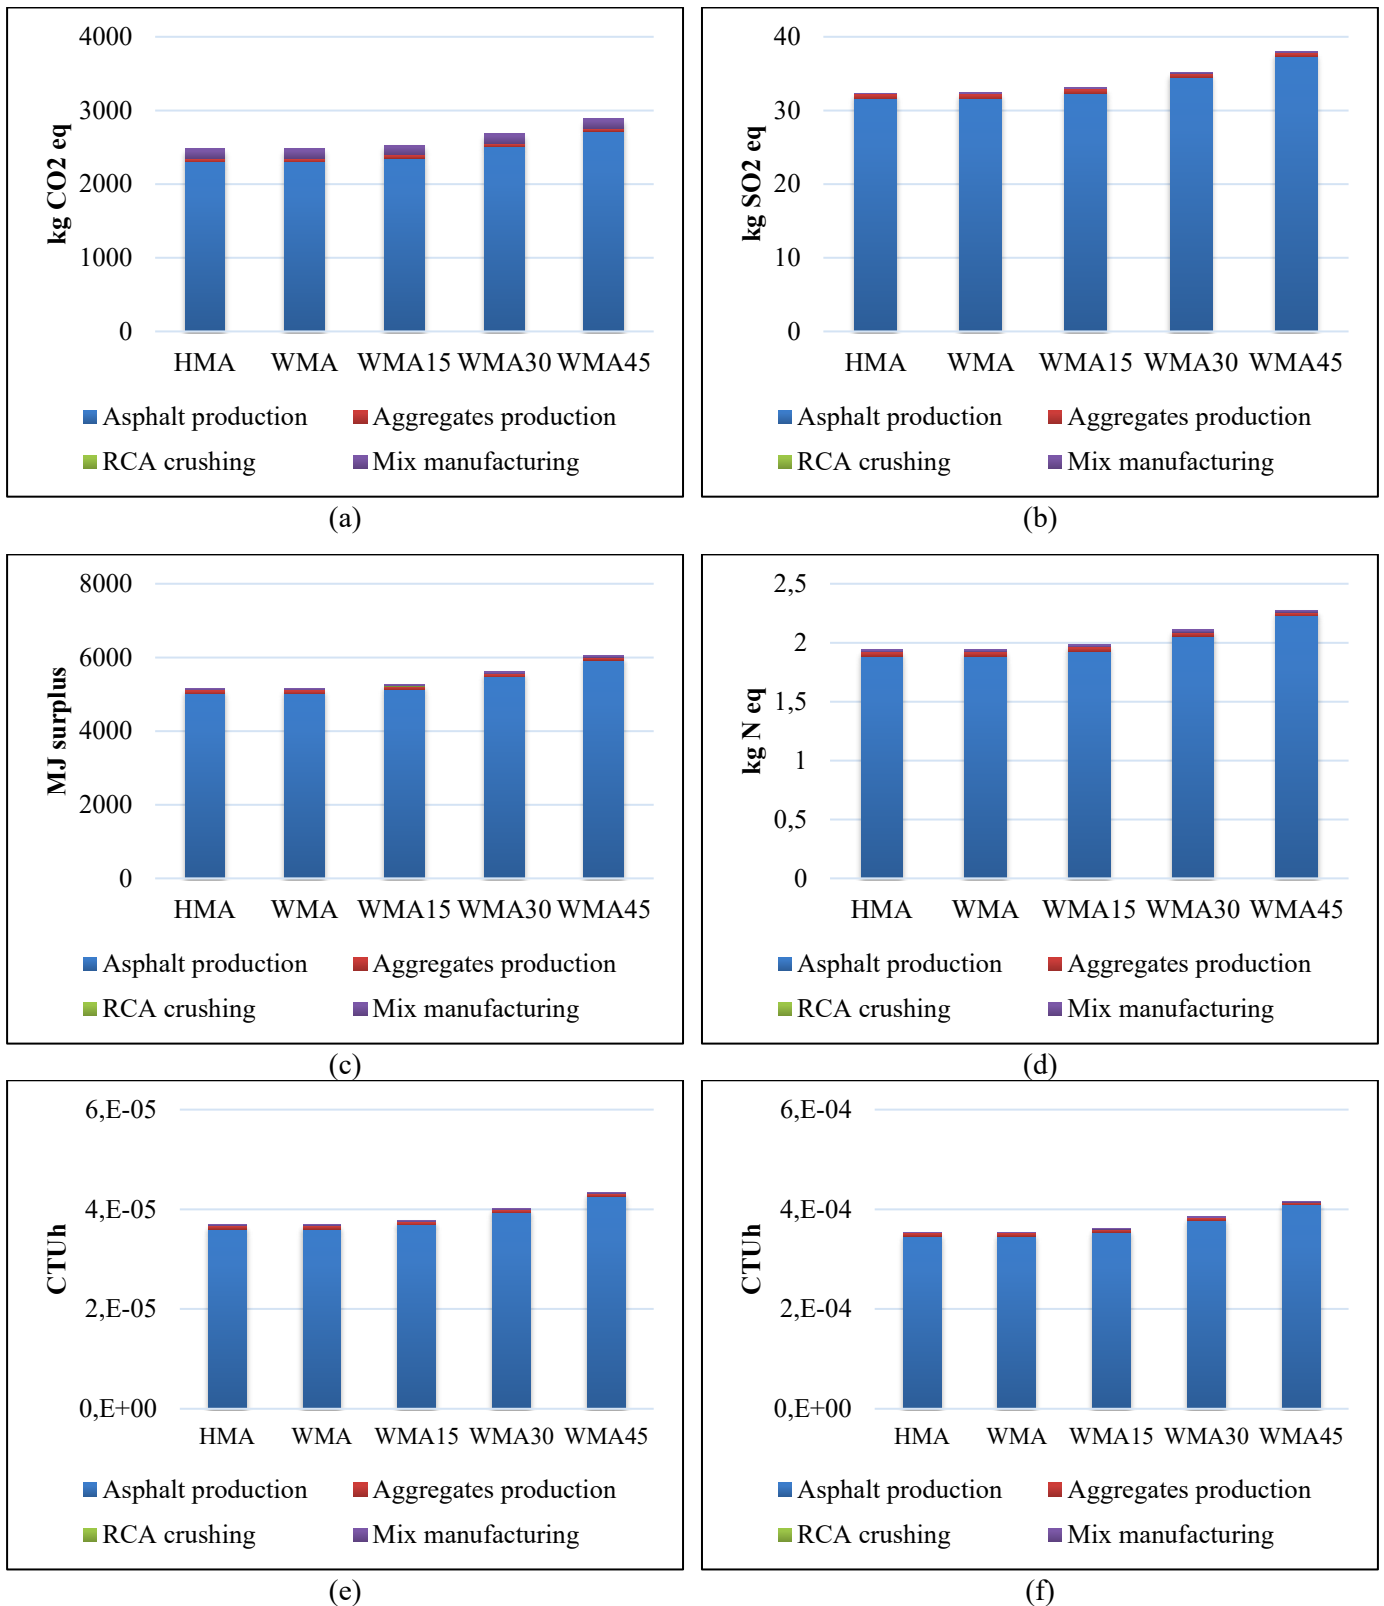 4000
3000
2000
1000
0
kg CO2 eq
HMA WMA WMA15 WMA30 WMA45
Asphalt production Aggregates production
RCA crushing Mix manufacturing
(a)
40
30
20
10
0
kg SO2 eq
HMA WMA WMA15 WMA30 WMA45
Asphalt production Aggregates production
RCA crushing Mix manufacturing
(b)
8000
6000
4000
2000
0
MJ surplus
HMA WMA WMA15 WMA30 WMA45
Asphalt production Aggregates production
RCA crushing Mix manufacturing
(c)
2,5
2
1,5
1
0,5
0
kg N eq
HMA WMA WMA15 WMA30 WMA45
Asphalt production Aggregates production
RCA crushing Mix manufacturing
(d)
6,E-05
4,E-05
2,E-05
0,E+00
CTUh
HMA WMA WMA15 WMA30 WMA45
Asphalt production Aggregates production
RCA crushing Mix manufacturing
(e)
6,E-04
4,E-04
2,E-04
0,E+00
CTUh
HMA WMA WMA15 WMA30 WMA45
Asphalt production Aggregates production
RCA crushing Mix manufacturing
(f)